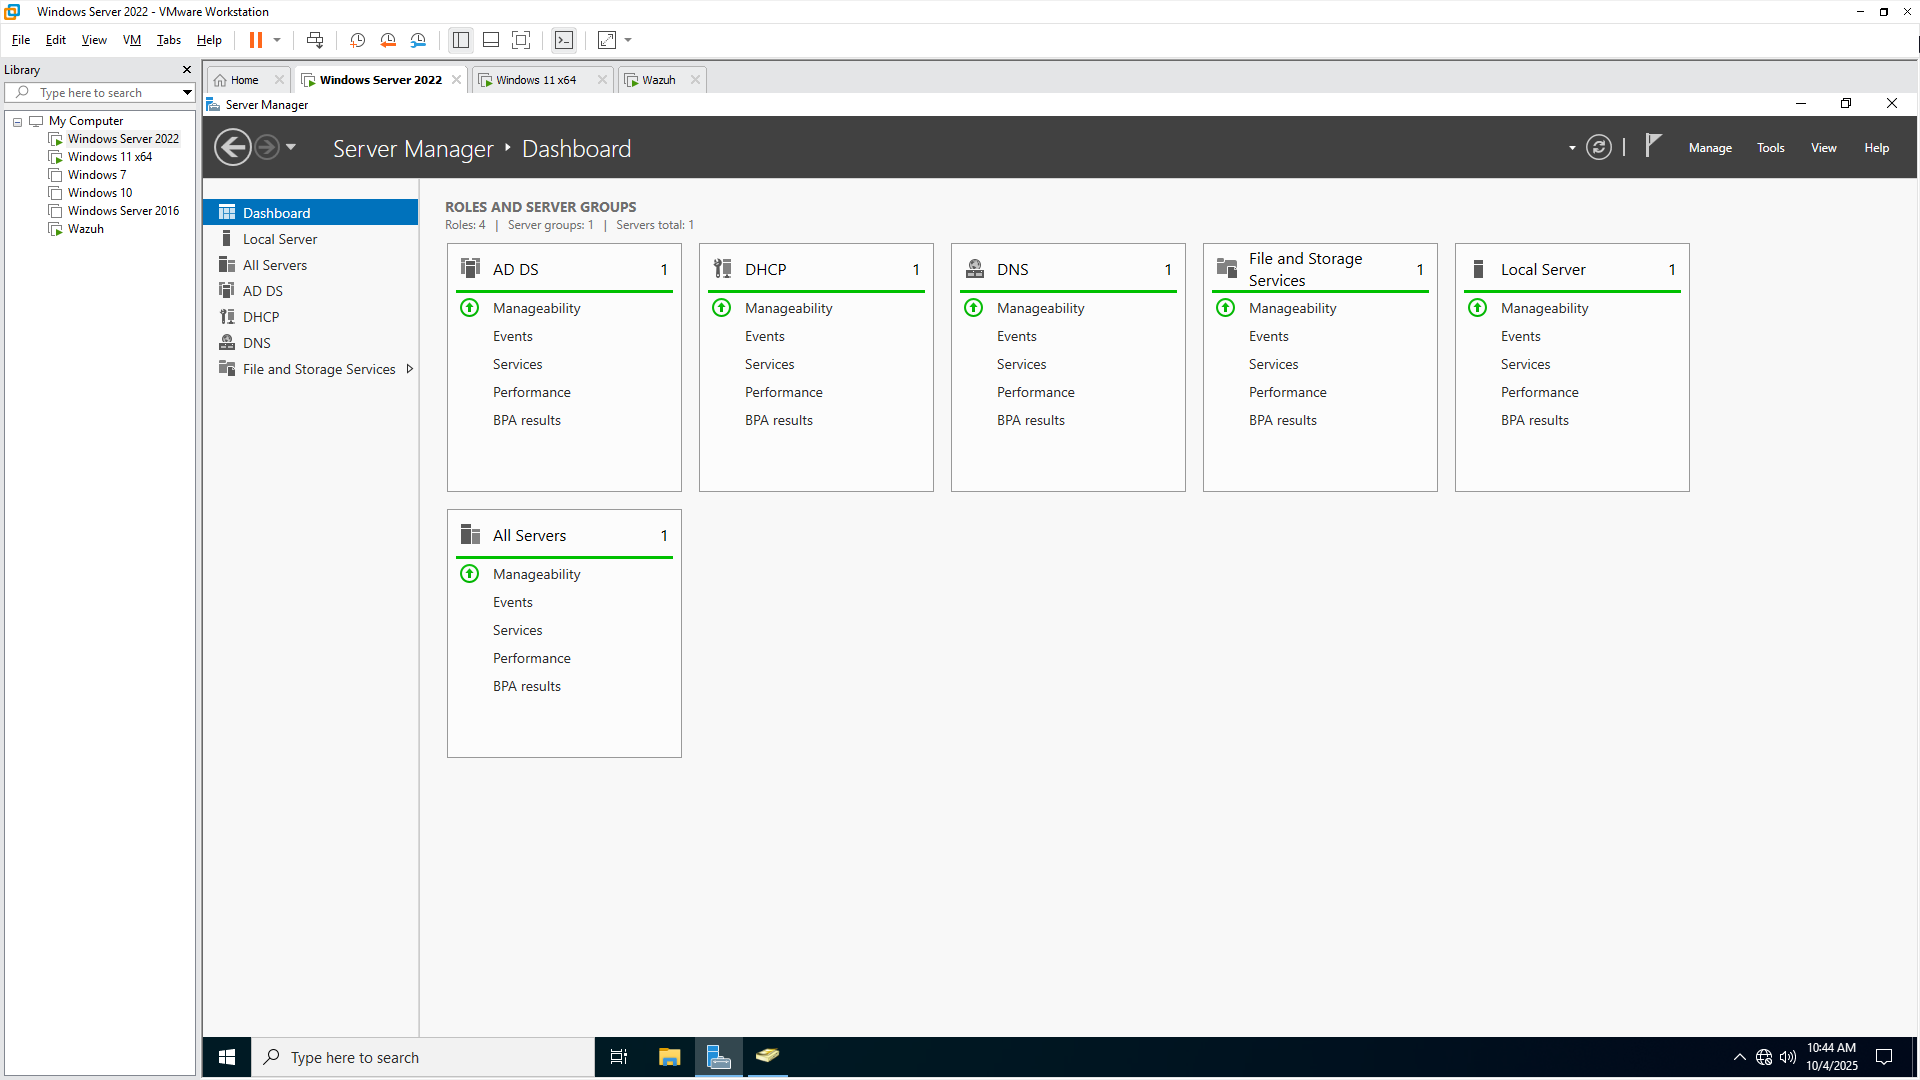 Windows Server 2022 - VMware Workstation
File Edit View VM Tabs Help
Library
Type here to search
My Computer
Windows Server 2022
Windows 11 x64
Windows 7
Windows 10
Windows Server 2016
Wazuh
Home Windows Server 2022 Windows 11 x64 Wazuh
Server Manager
Server Manager Dashboard
Manage Tools View Help
Dashboard
Local Server
All Servers
AD DS
DHCP
DNS
File and Storage Services
ROLES AND SERVER GROUPS
Roles: 4 | Server groups: 1 | Servers total: 1
AD DS 1
Manageability
Events
Services
Performance
BPA results
DHCP 1
Manageability
Events
Services
Performance
BPA results
DNS 1
Manageability
Events
Services
Performance
BPA results
File and Storage
Services 1
Manageability
Events
Services
Performance
BPA results
Local Server 1
Manageability
Events
Services
Performance
BPA results
All Servers 1
Manageability
Events
Services
Performance
BPA results
Type here to search
10:44 AM
10/4/2025